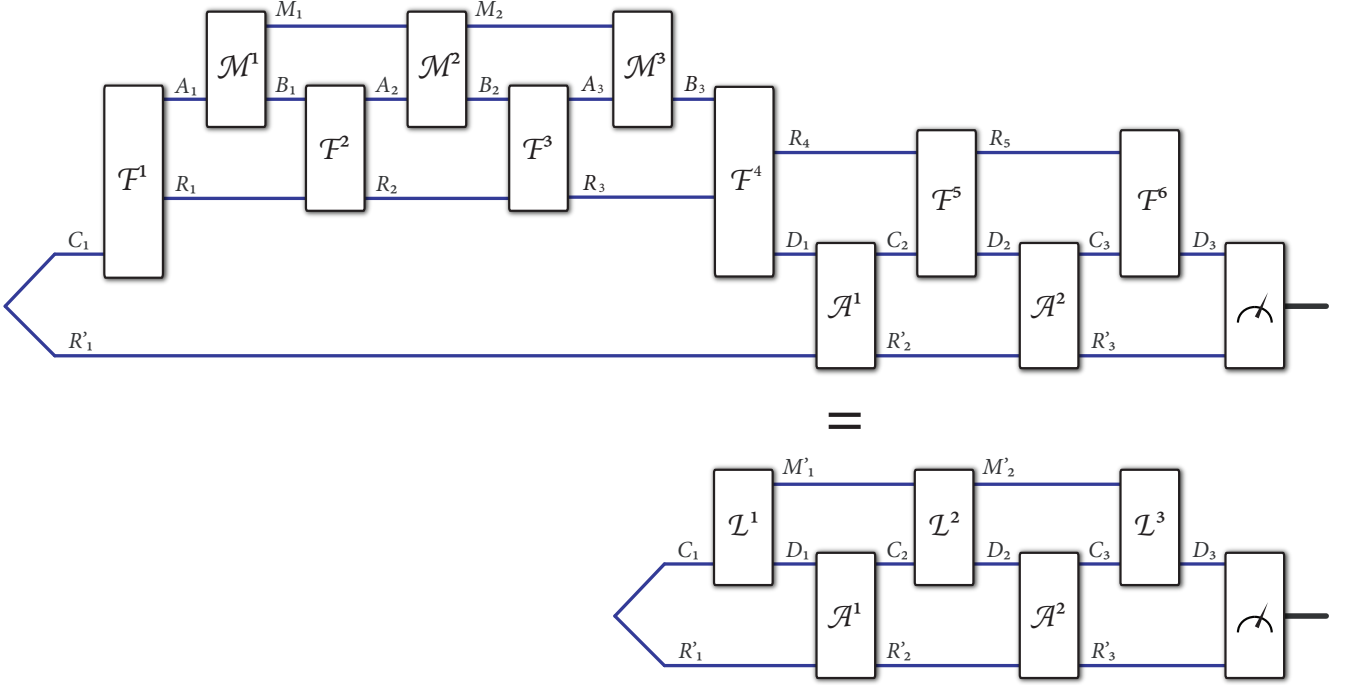 M₁ M₂
ℳ¹ ℳ² ℳ³
A₁ B₁ A₂ B₂ A₃ B₃
R₄ R₅
ℱ¹ ℱ² ℱ³ ℱ⁴ ℱ⁵ ℱ⁶
R₁ R₂ R₃
C₁ D₁ C₂ D₂ C₃ D₃
𝒜¹ 𝒜²
R'₁ R'₂ R'₃
=
M'₁ M'₂
ℒ¹ ℒ² ℒ³
C₁ D₁ C₂ D₂ C₃ D₃
𝒜¹ 𝒜²
R'₁ R'₂ R'₃